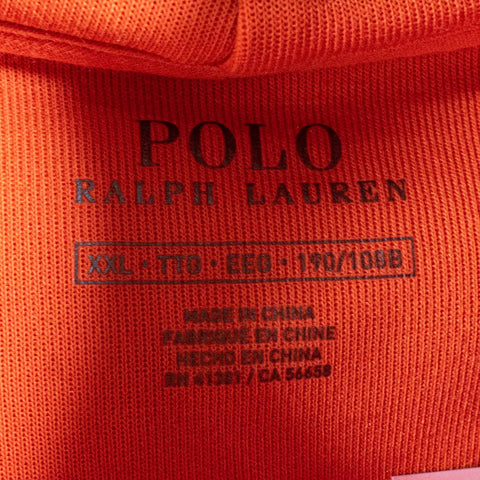 POLO
RALPH LAUREN
XXL · TTG · EEG · 190/108B
MADE IN CHINA
FABRIQUÉ EN CHINE
HECHO EN CHINA
RN 41381 / CA 56658